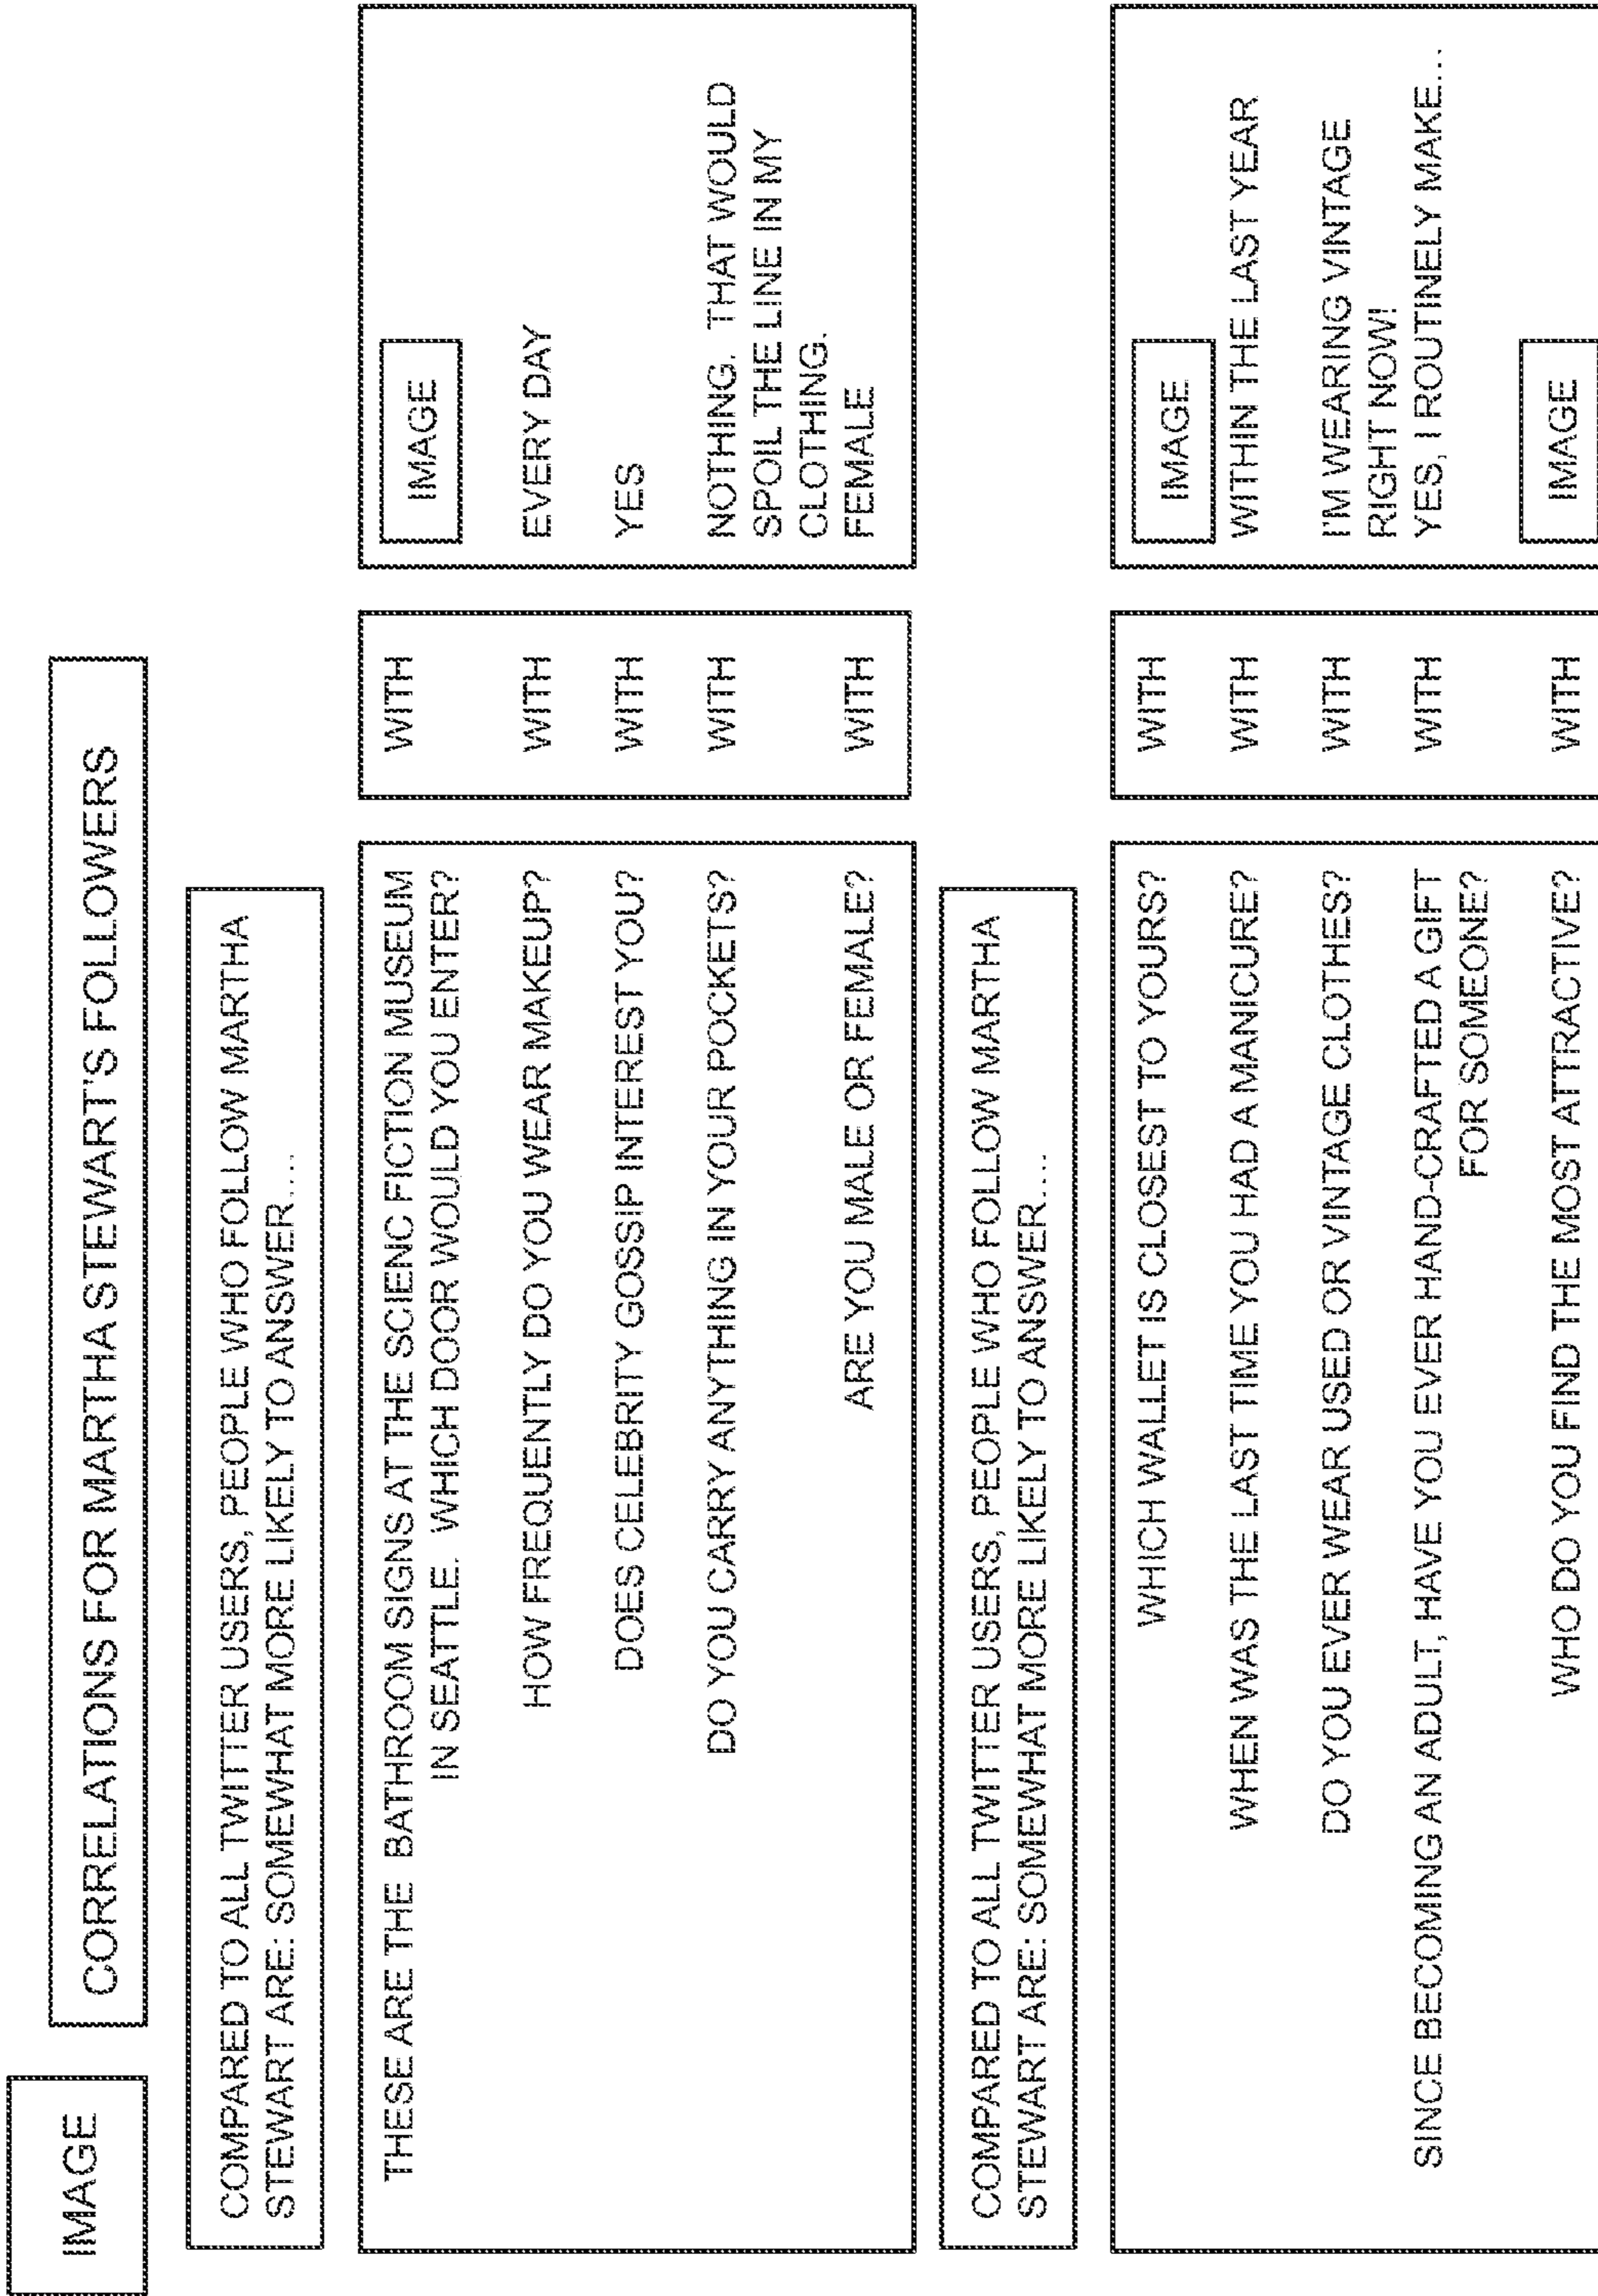 IMAGE
CORRELATIONS FOR MARTHA STEWART'S FOLLOWERS
COMPARED TO ALL TWITTER USERS, PEOPLE WHO FOLLOW MARTHA
STEWART ARE: SOMEWHAT MORE LIKELY TO ANSWER....
THESE ARE THE BATHROOM SIGNS AT THE SCIENC FICTION MUSEUM
IN SEATTLE. WHICH DOOR WOULD YOU ENTER?
WITH
IMAGE
HOW FREQUENTLY DO YOU WEAR MAKEUP?
WITH
EVERY DAY
DOES CELEBRITY GOSSIP INTEREST YOU?
WITH
YES
DO YOU CARRY ANYTHING IN YOUR POCKETS?
WITH
NOTHING. THAT WOULD
SPOIL THE LINE IN MY
CLOTHING.
ARE YOU MALE OR FEMALE?
WITH
FEMALE
COMPARED TO ALL TWITTER USERS, PEOPLE WHO FOLLOW MARTHA
STEWART ARE: SOMEWHAT MORE LIKELY TO ANSWER....
WHICH WALLET IS CLOSEST TO YOURS?
WITH
IMAGE
WHEN WAS THE LAST TIME YOU HAD A MANICURE?
WITH
WITHIN THE LAST YEAR
DO YOU EVER WEAR USED OR VINTAGE CLOTHES?
WITH
I'M WEARING VINTAGE
RIGHT NOW!
SINCE BECOMING AN ADULT, HAVE YOU EVER HAND-CRAFTED A GIFT
FOR SOMEONE?
WITH
YES, I ROUTINELY MAKE...
WHO DO YOU FIND THE MOST ATTRACTIVE?
WITH
IMAGE